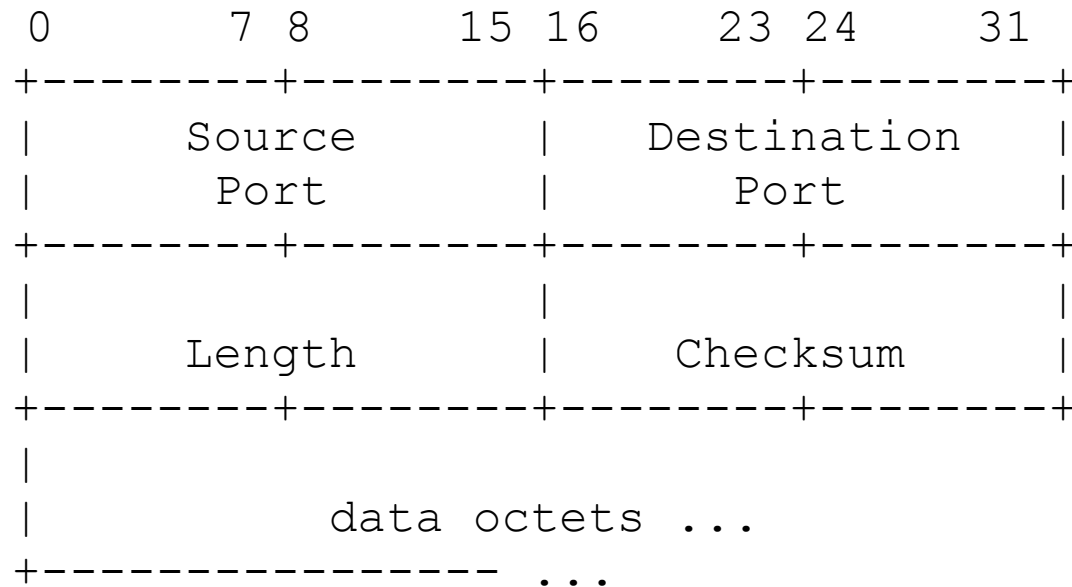 0      7 8     15 16    23 24    31
+--------+--------+--------+--------+
|     Source      |   Destination   |
|      Port       |      Port       |
+--------+--------+--------+--------+
|                 |                 |
|     Length      |    Checksum     |
+--------+--------+--------+--------+
|
|          data octets ...
+---------------- ...